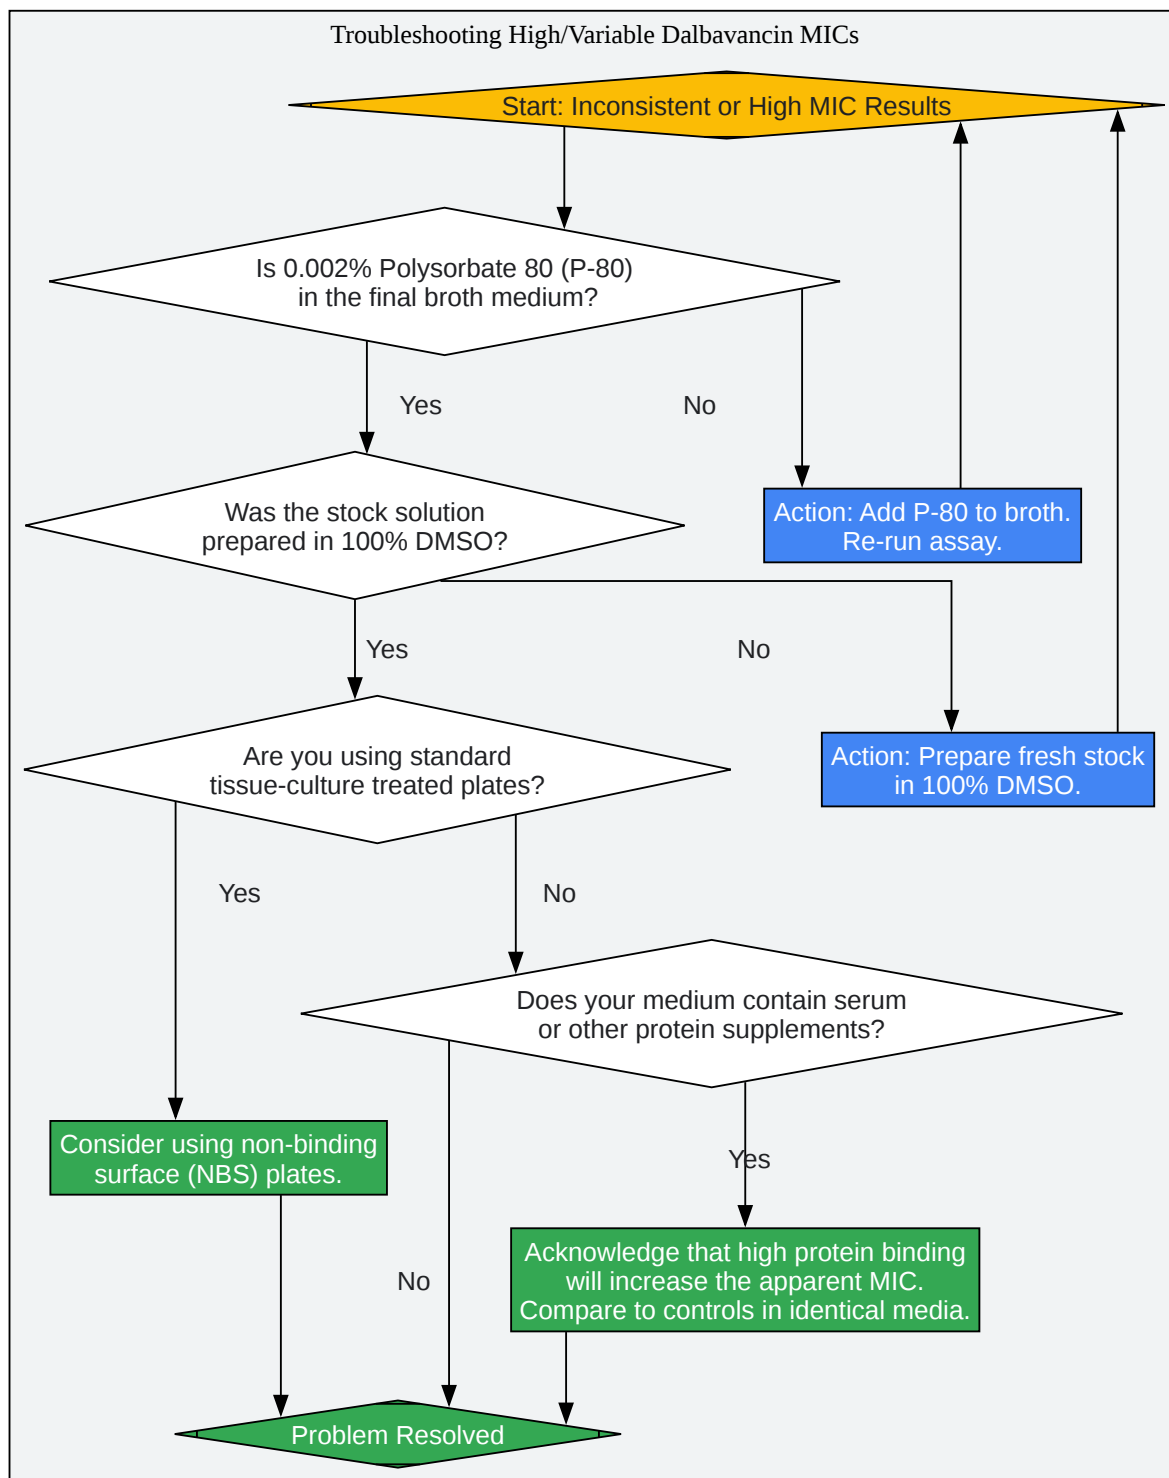 Troubleshooting High/Variable Dalbavancin MICs
Start: Inconsistent or High MIC Results
Is 0.002% Polysorbate 80 (P-80)
in the final broth medium?
Yes
No
Was the stock solution
prepared in 100% DMSO?
Action: Add P-80 to broth.
Re-run assay.
Yes
No
Are you using standard
tissue-culture treated plates?
Action: Prepare fresh stock
in 100% DMSO.
Yes
No
Does your medium contain serum
or other protein supplements?
Consider using non-binding
surface (NBS) plates.
Yes
No
Acknowledge that high protein binding
will increase the apparent MIC.
Compare to controls in identical media.
Problem Resolved